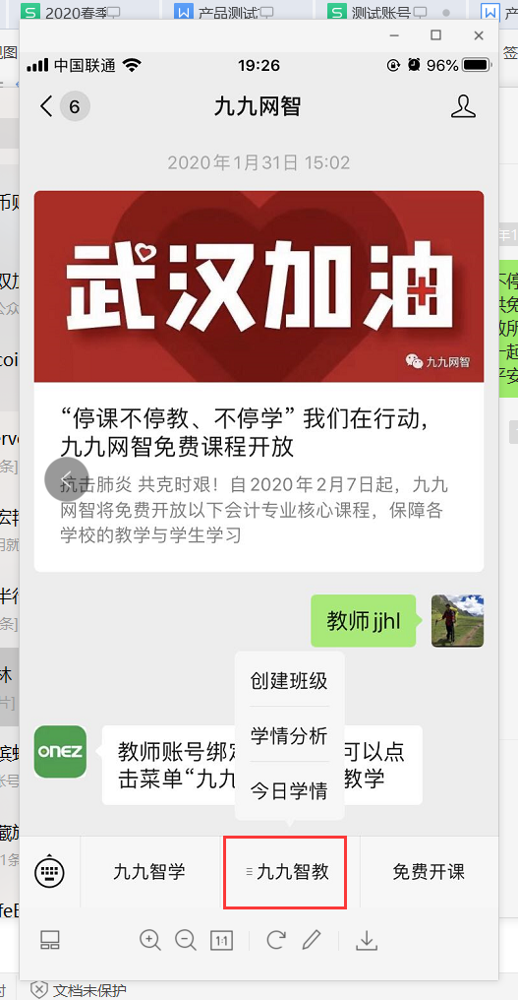 2020春季
产品测试
测试账号
中国联通
19:26
96%
6
九九网智
2020年1月31日 15:02
武汉加油
九九网智
“停课不停教、不停学” 我们在行动，
九九网智免费课程开放
抗击肺炎 共克时艰！自2020年2月7日起，九九
网智将免费开放以下会计专业核心课程，保障各
学校的教学与学生学习
教师jjhl
创建班级
学情分析
今日学情
onez
教师账号绑
可以点
击菜单“九九
教学
九九智学
九九智教
免费开课
1:1
文档未保护